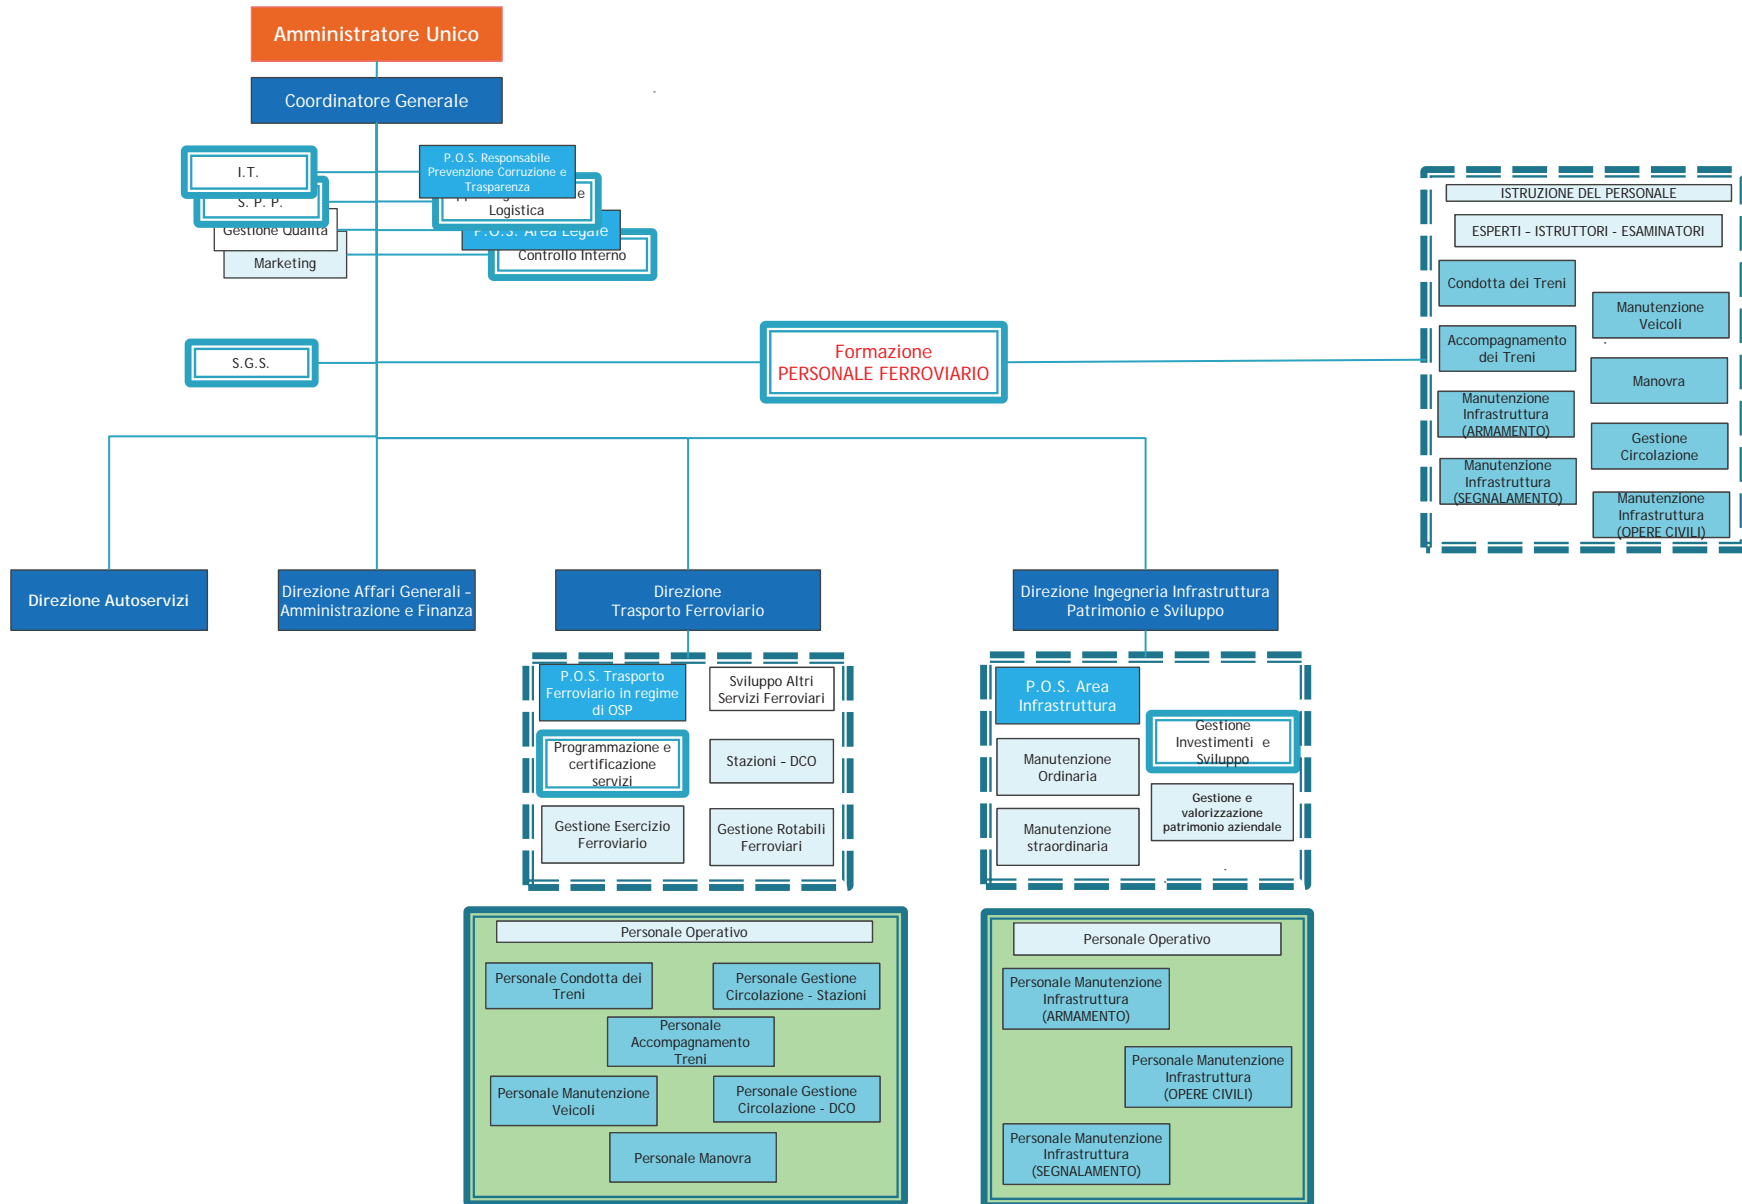 Amministratore Unico
Coordinatore Generale
I.T.
P.O.S. Responsabile
Prevenzione Corruzione e
Trasparenza
S. P. P.
e
Logistica
Gestione Qualità
P.O.S. Area Legale
Marketing
Controllo Interno
S.G.S.
Formazione
PERSONALE FERROVIARIO
ISTRUZIONE DEL PERSONALE
ESPERTI - ISTRUTTORI - ESAMINATORI
Condotta dei Treni
Manutenzione
Veicoli
Accompagnamento
dei Treni
Manovra
Manutenzione
Infrastruttura
(ARMAMENTO)
Gestione
Circolazione
Manutenzione
Infrastruttura
(SEGNALAMENTO)
Manutenzione
Infrastruttura
(OPERE CIVILI)
Direzione Autoservizi
Direzione Affari Generali -
Amministrazione e Finanza
Direzione
Trasporto Ferroviario
Direzione Ingegneria Infrastruttura
Patrimonio e Sviluppo
P.O.S. Trasporto
Ferroviario in regime
di OSP
Sviluppo Altri
Servizi Ferroviari
Programmazione e
certificazione
servizi
Stazioni - DCO
Gestione Esercizio
Ferroviario
Gestione Rotabili
Ferroviari
P.O.S. Area
Infrastruttura
Gestione
Investimenti e
Sviluppo
Manutenzione
Ordinaria
Gestione e
valorizzazione
patrimonio aziendale
Manutenzione
straordinaria
Personale Operativo
Personale Condotta dei
Treni
Personale Gestione
Circolazione - Stazioni
Personale
Accompagnamento
Treni
Personale Manutenzione
Veicoli
Personale Gestione
Circolazione - DCO
Personale Manovra
Personale Operativo
Personale Manutenzione
Infrastruttura
(ARMAMENTO)
Personale Manutenzione
Infrastruttura
(OPERE CIVILI)
Personale Manutenzione
Infrastruttura
(SEGNALAMENTO)